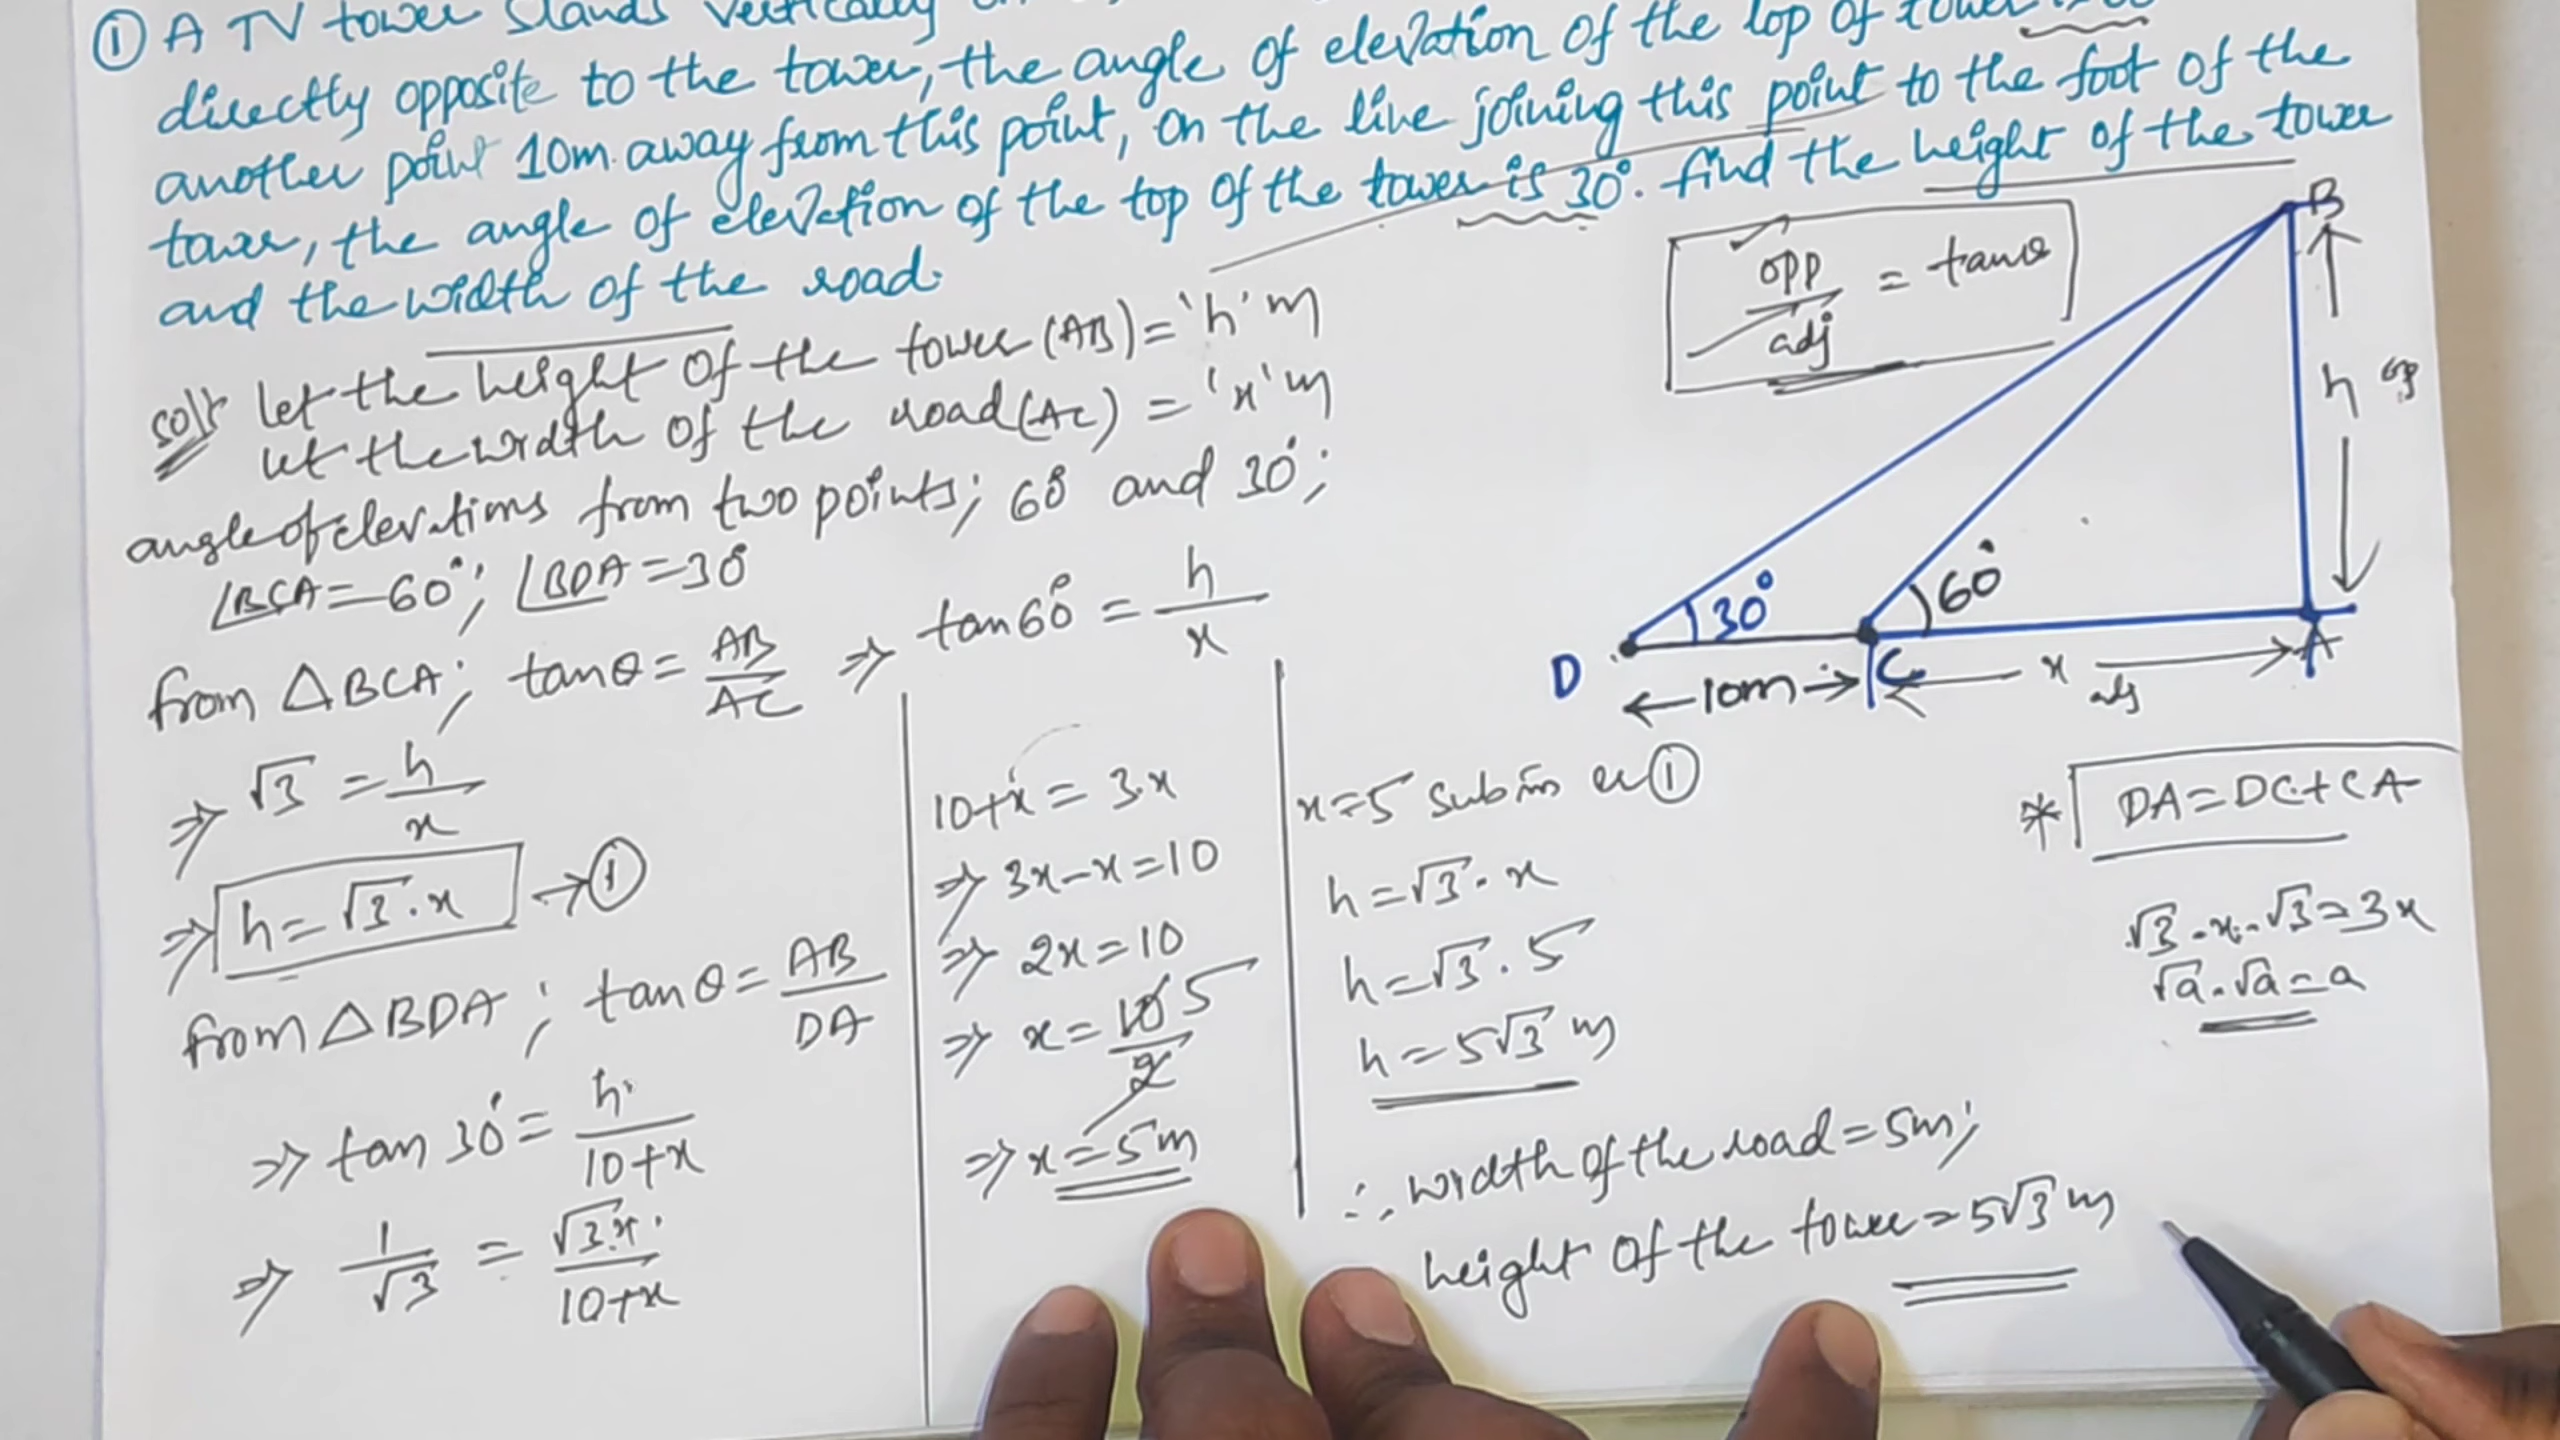 ① A TV tower stands vertically on
directly opposite to the tower, the angle of elevation of the top of tower is 60
another point 10m away from this point, on the line joining this point to the foot of the
tower, the angle of elevation of the top of the tower is 30°. find the height of the tower
and the width of the road.
opp/adj = tanθ
B
h opp
30°
60°
D
C
A
←10m→
x
adj
Sol: let the height of the tower (AB) = 'h' m
let the width of the road (AC) = 'x' m
angle of elevations from two points; 60° and 30°;
∠BCA = 60°; ∠BDA = 30°
from △BCA; tanθ = AB/AC ⇒ tan60° = h/x
⇒ √3 = h/x
⇒ h = √3.x → ①
from △BDA; tanθ = AB/DA
⇒ tan 30° = h/10+x
⇒ 1/√3 = √3.x/10+x
10+x = 3.x
⇒ 3x-x = 10
⇒ 2x = 10
⇒ x = 10/2 5
⇒ x = 5m
x = 5 sub in ①
h = √3.x
h = √3.5
h = 5√3 m
∴ width of the road = 5m;
height of the tower = 5√3 m
* DA = DC + CA
√3.x.√3 = 3x
√a.√a = a